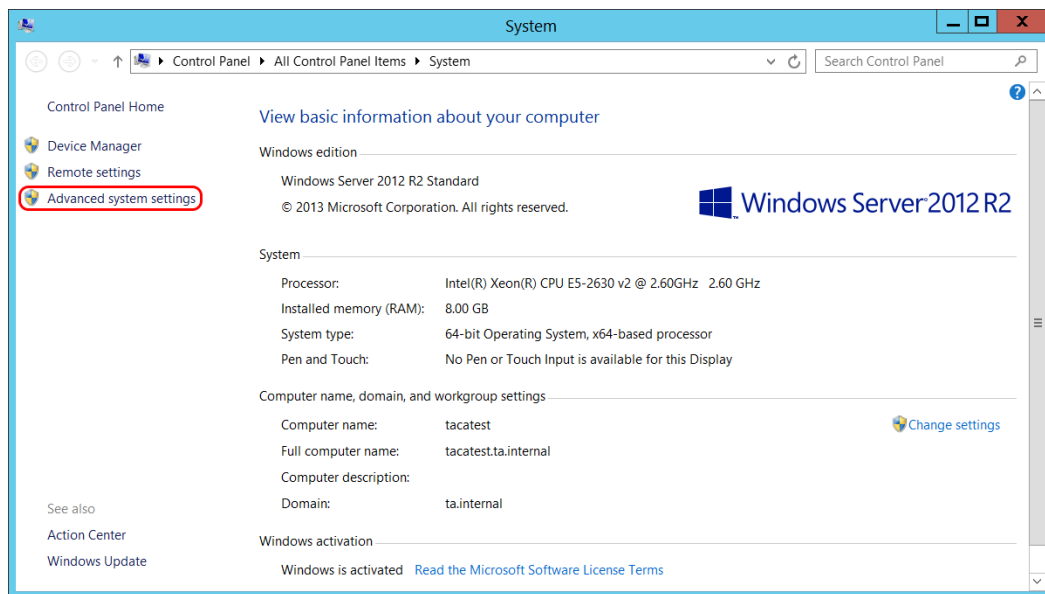 System
Control Panel All Control Panel Items System
Search Control Panel
Control Panel Home
Device Manager
Remote settings
Advanced system settings
See also
Action Center
Windows Update
View basic information about your computer
Windows edition
Windows Server 2012 R2 Standard
© 2013 Microsoft Corporation. All rights reserved.
Windows Server 2012 R2
System
Processor: Intel(R) Xeon(R) CPU E5-2630 v2 @ 2.60GHz 2.60 GHz
Installed memory (RAM): 8.00 GB
System type: 64-bit Operating System, x64-based processor
Pen and Touch: No Pen or Touch Input is available for this Display
Computer name, domain, and workgroup settings
Computer name: tacatest
Change settings
Full computer name: tacatest.ta.internal
Computer description:
Domain: ta.internal
Windows activation
Windows is activated Read the Microsoft Software License Terms